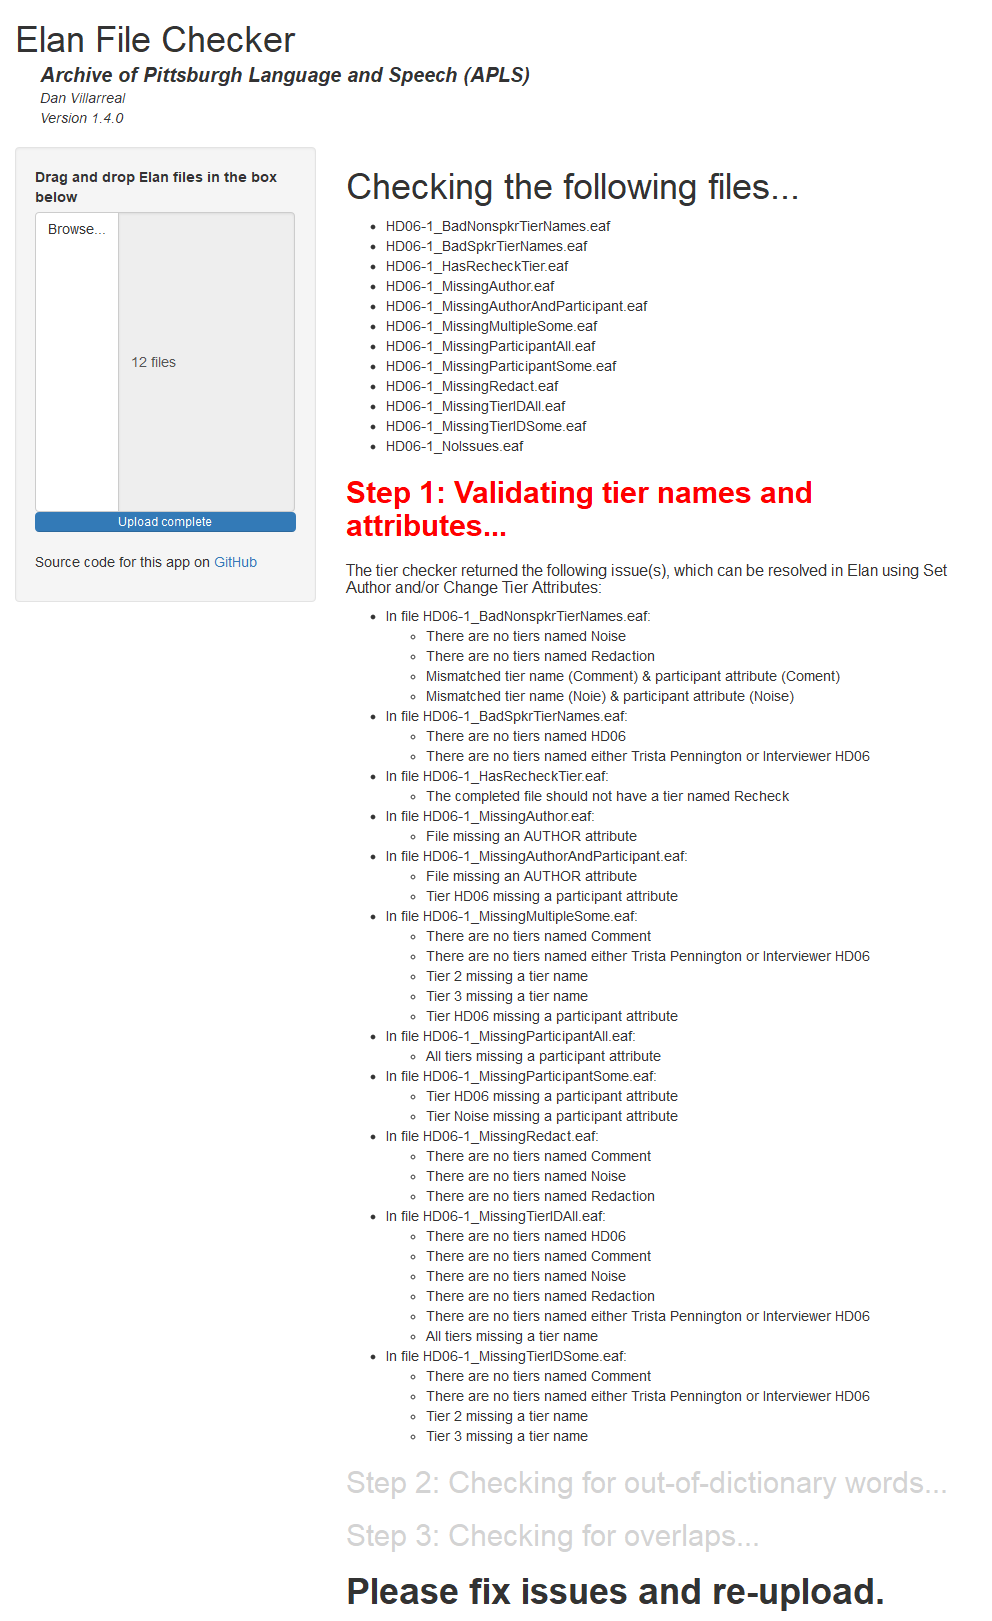 Elan File Checker
Archive of Pittsburgh Language and Speech (APLS)
Dan Villarreal
Version 1.4.0
Drag and drop Elan files in the box
below
Browse...
12 files
Upload complete
Source code for this app on GitHub
Checking the following files...
HD06-1_BadNonspkrTierNames.eaf
HD06-1_BadSpkrTierNames.eaf
HD06-1_HasRecheckTier.eaf
HD06-1_MissingAuthor.eaf
HD06-1_MissingAuthorAndParticipant.eaf
HD06-1_MissingMultipleSome.eaf
HD06-1_MissingParticipantAll.eaf
HD06-1_MissingParticipantSome.eaf
HD06-1_MissingRedact.eaf
HD06-1_MissingTierIDAll.eaf
HD06-1_MissingTierIDSome.eaf
HD06-1_NoIssues.eaf
Step 1: Validating tier names and
attributes...
The tier checker returned the following issue(s), which can be resolved in Elan using Set
Author and/or Change Tier Attributes:
In file HD06-1_BadNonspkrTierNames.eaf:
There are no tiers named Noise
There are no tiers named Redaction
Mismatched tier name (Comment) & participant attribute (Coment)
Mismatched tier name (Noie) & participant attribute (Noise)
In file HD06-1_BadSpkrTierNames.eaf:
There are no tiers named HD06
There are no tiers named either Trista Pennington or Interviewer HD06
In file HD06-1_HasRecheckTier.eaf:
The completed file should not have a tier named Recheck
In file HD06-1_MissingAuthor.eaf:
File missing an AUTHOR attribute
In file HD06-1_MissingAuthorAndParticipant.eaf:
File missing an AUTHOR attribute
Tier HD06 missing a participant attribute
In file HD06-1_MissingMultipleSome.eaf:
There are no tiers named Comment
There are no tiers named either Trista Pennington or Interviewer HD06
Tier 2 missing a tier name
Tier 3 missing a tier name
Tier HD06 missing a participant attribute
In file HD06-1_MissingParticipantAll.eaf:
All tiers missing a participant attribute
In file HD06-1_MissingParticipantSome.eaf:
Tier HD06 missing a participant attribute
Tier Noise missing a participant attribute
In file HD06-1_MissingRedact.eaf:
There are no tiers named Comment
There are no tiers named Noise
There are no tiers named Redaction
In file HD06-1_MissingTierIDAll.eaf:
There are no tiers named HD06
There are no tiers named Comment
There are no tiers named Noise
There are no tiers named Redaction
There are no tiers named either Trista Pennington or Interviewer HD06
All tiers missing a tier name
In file HD06-1_MissingTierIDSome.eaf:
There are no tiers named Comment
There are no tiers named either Trista Pennington or Interviewer HD06
Tier 2 missing a tier name
Tier 3 missing a tier name
Step 2: Checking for out-of-dictionary words...
Step 3: Checking for overlaps...
Please fix issues and re-upload.